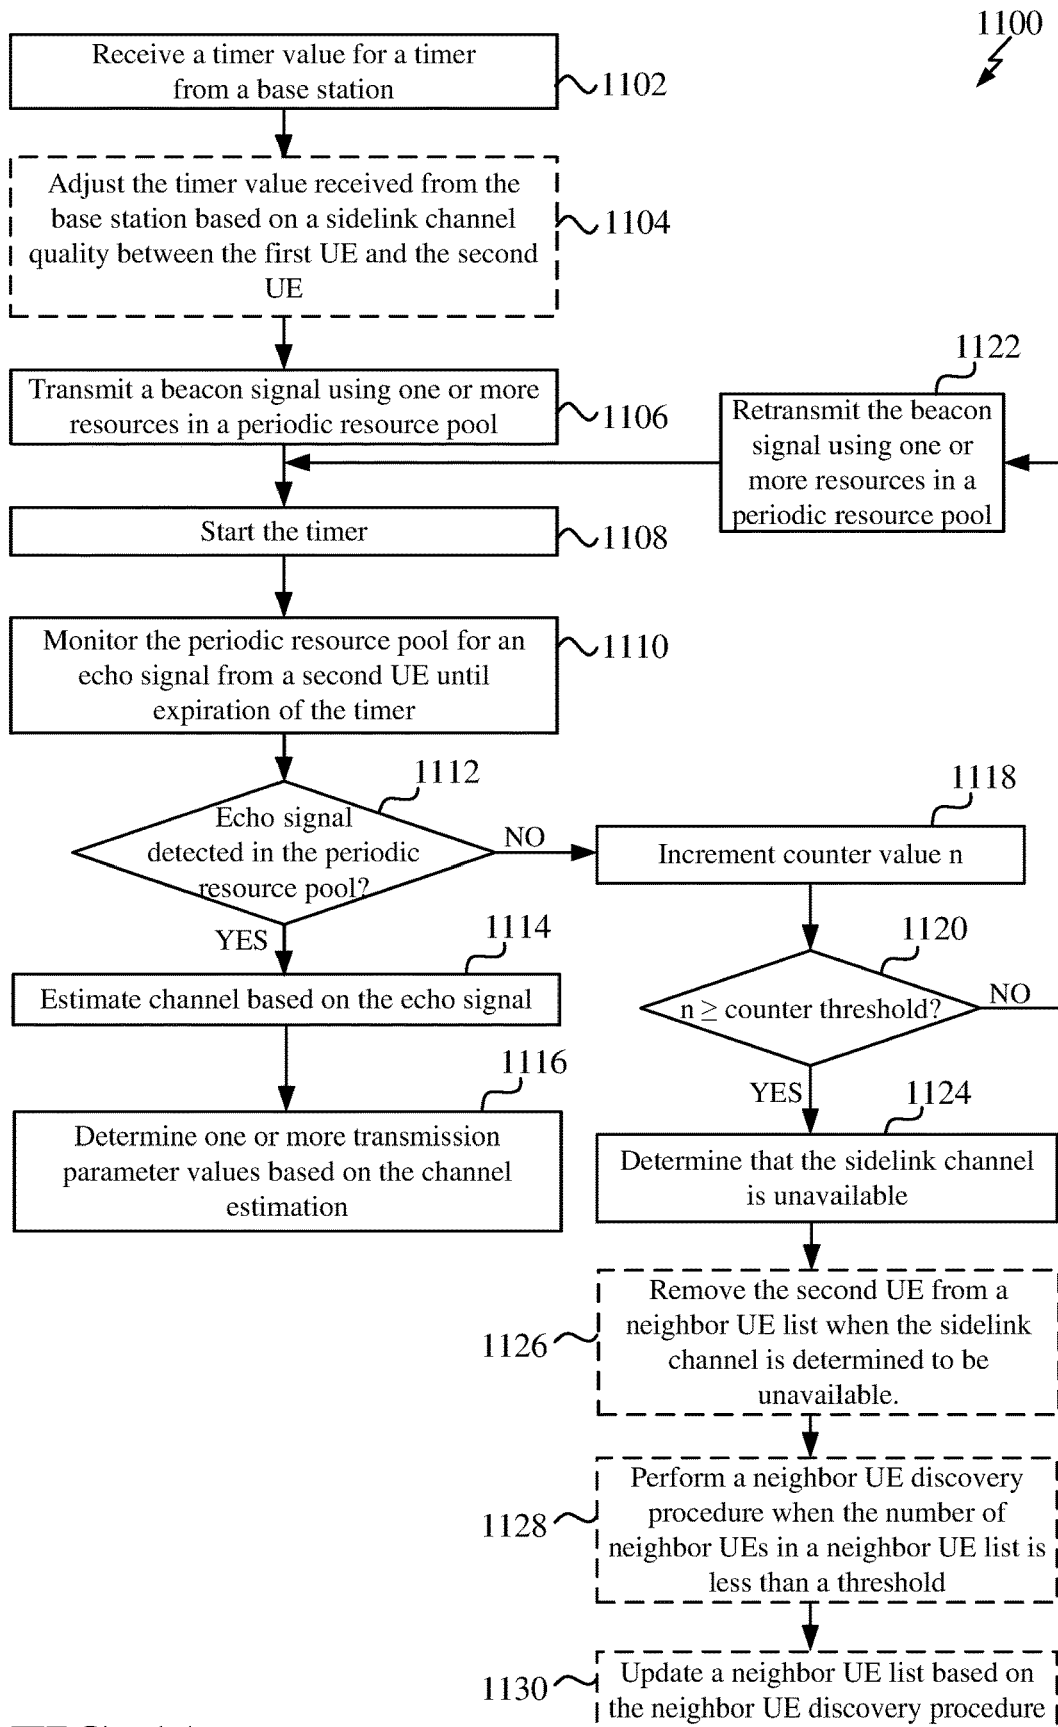 1100
Receive a timer value for a timer
from a base station
1102
Adjust the timer value received from the
base station based on a sidelink channel
quality between the first UE and the second
UE
1104
Transmit a beacon signal using one or more
resources in a periodic resource pool
1106
1122
Retransmit the beacon
signal using one or
more resources in a
periodic resource pool
Start the timer
1108
Monitor the periodic resource pool for an
echo signal from a second UE until
expiration of the timer
1110
1112
Echo signal
detected in the periodic
resource pool?
NO
YES
1118
Increment counter value n
1114
Estimate channel based on the echo signal
1120
n ≥ counter threshold?
NO
YES
1116
Determine one or more transmission
parameter values based on the channel
estimation
1124
Determine that the sidelink channel
is unavailable
Remove the second UE from a
neighbor UE list when the sidelink
channel is determined to be
unavailable.
1126
Perform a neighbor UE discovery
procedure when the number of
neighbor UEs in a neighbor UE list is
less than a threshold
1128
Update a neighbor UE list based on
the neighbor UE discovery procedure
1130